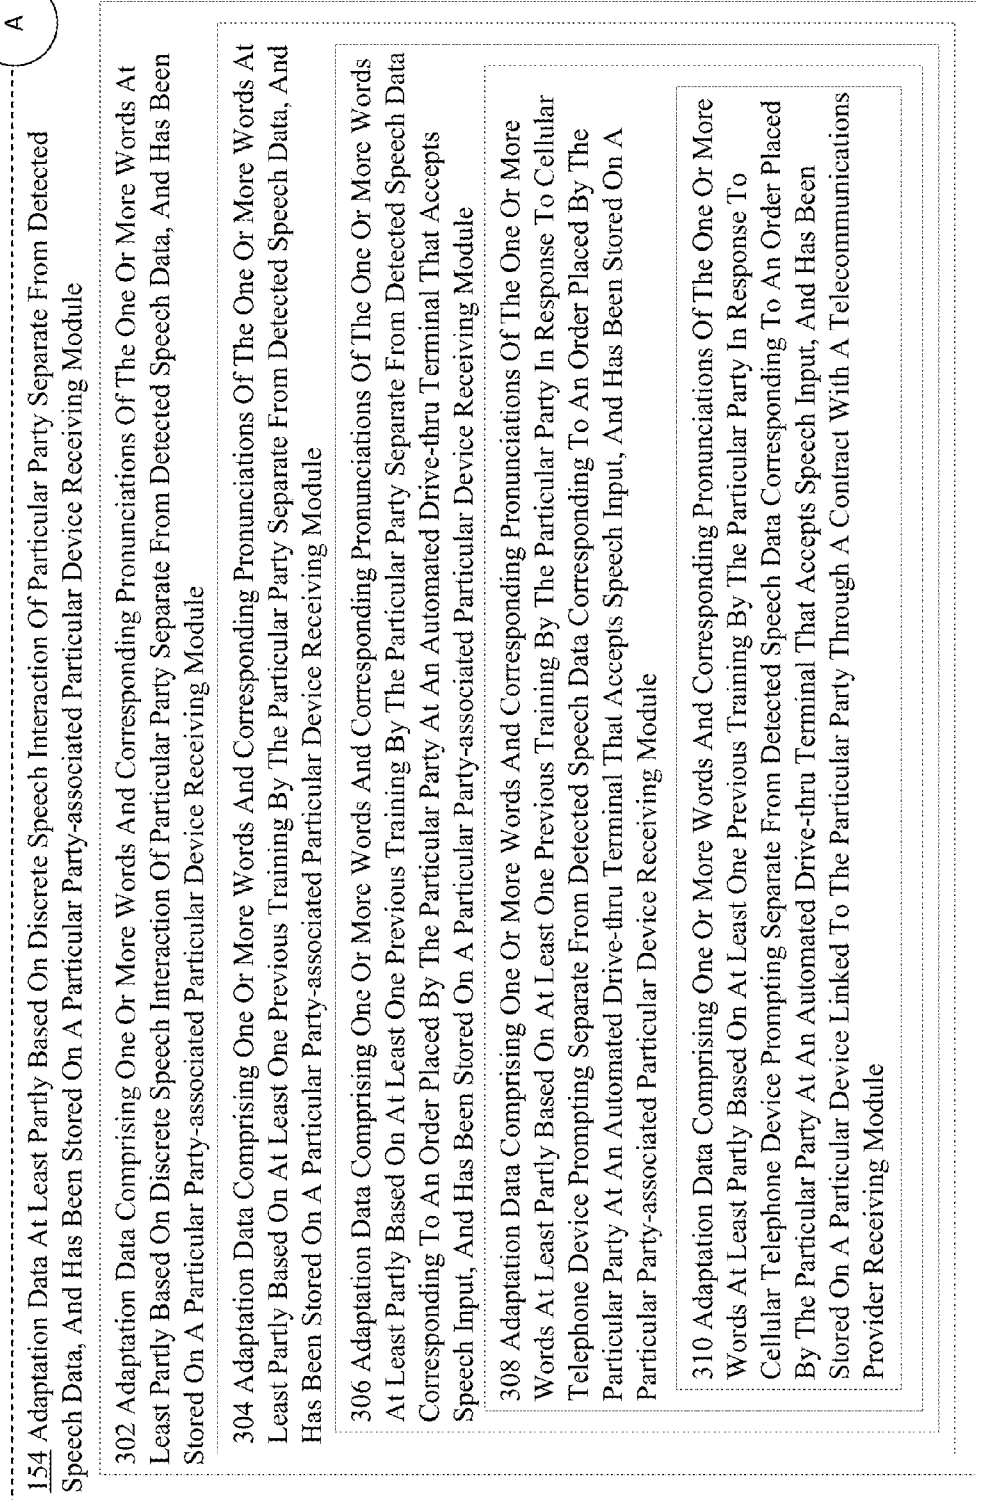 A
154 Adaptation Data At Least Partly Based On Discrete Speech Interaction Of Particular Party Separate From Detected
Speech Data, And Has Been Stored On A Particular Party-associated Particular Device Receiving Module
302 Adaptation Data Comprising One Or More Words And Corresponding Pronunciations Of The One Or More Words At
Least Partly Based On Discrete Speech Interaction Of Particular Party Separate From Detected Speech Data, And Has Been
Stored On A Particular Party-associated Particular Device Receiving Module
304 Adaptation Data Comprising One Or More Words And Corresponding Pronunciations Of The One Or More Words At
Least Partly Based On At Least One Previous Training By The Particular Party Separate From Detected Speech Data, And
Has Been Stored On A Particular Party-associated Particular Device Receiving Module
306 Adaptation Data Comprising One Or More Words And Corresponding Pronunciations Of The One Or More Words
At Least Partly Based On At Least One Previous Training By The Particular Party Separate From Detected Speech Data
Corresponding To An Order Placed By The Particular Party At An Automated Drive-thru Terminal That Accepts
Speech Input, And Has Been Stored On A Particular Party-associated Particular Device Receiving Module
308 Adaptation Data Comprising One Or More Words And Corresponding Pronunciations Of The One Or More
Words At Least Partly Based On At Least One Previous Training By The Particular Party In Response To Cellular
Telephone Device Prompting Separate From Detected Speech Data Corresponding To An Order Placed By The
Particular Party At An Automated Drive-thru Terminal That Accepts Speech Input, And Has Been Stored On A
Particular Party-associated Particular Device Receiving Module
310 Adaptation Data Comprising One Or More Words And Corresponding Pronunciations Of The One Or More
Words At Least Partly Based On At Least One Previous Training By The Particular Party In Response To
Cellular Telephone Device Prompting Separate From Detected Speech Data Corresponding To An Order Placed
By The Particular Party At An Automated Drive-thru Terminal That Accepts Speech Input, And Has Been
Stored On A Particular Device Linked To The Particular Party Through A Contract With A Telecommunications
Provider Receiving Module